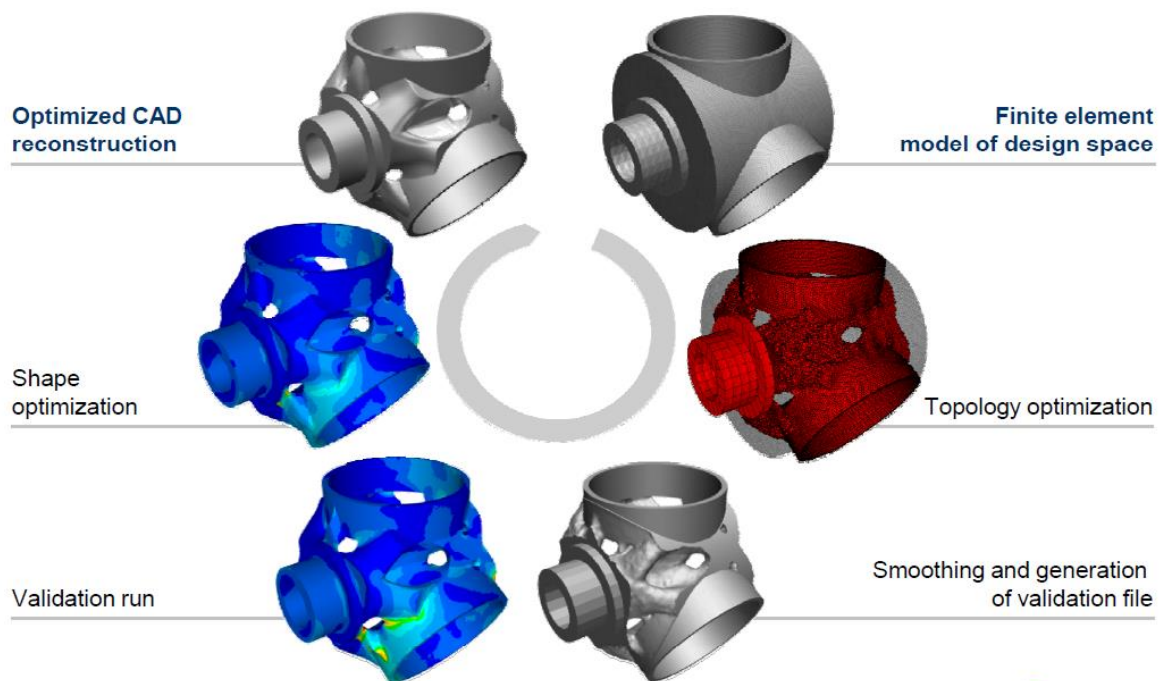 Optimized CAD
reconstruction
Finite element
model of design space
Shape
optimization
Topology optimization
Validation run
Smoothing and generation
of validation file